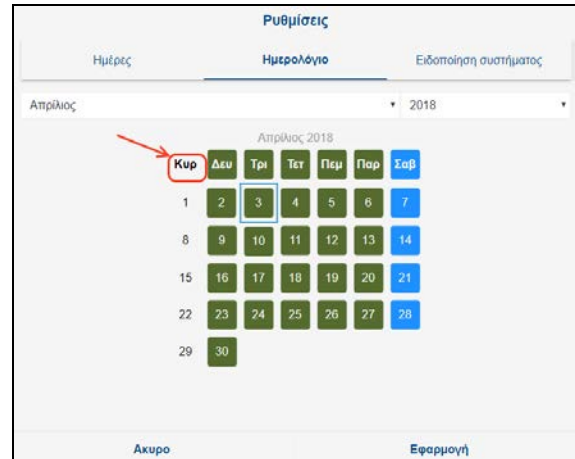 Ρυθμίσεις
Ημέρες Ημερολόγιο Ειδοποίηση συστήματος
Απρίλιος 2018
Απρίλιος 2018
Κυρ Δευ Τρι Τετ Πεμ Παρ Σαβ
1 2 3 4 5 6 7
8 9 10 11 12 13 14
15 16 17 18 19 20 21
22 23 24 25 26 27 28
29 30
Ακυρο Εφαρμογή